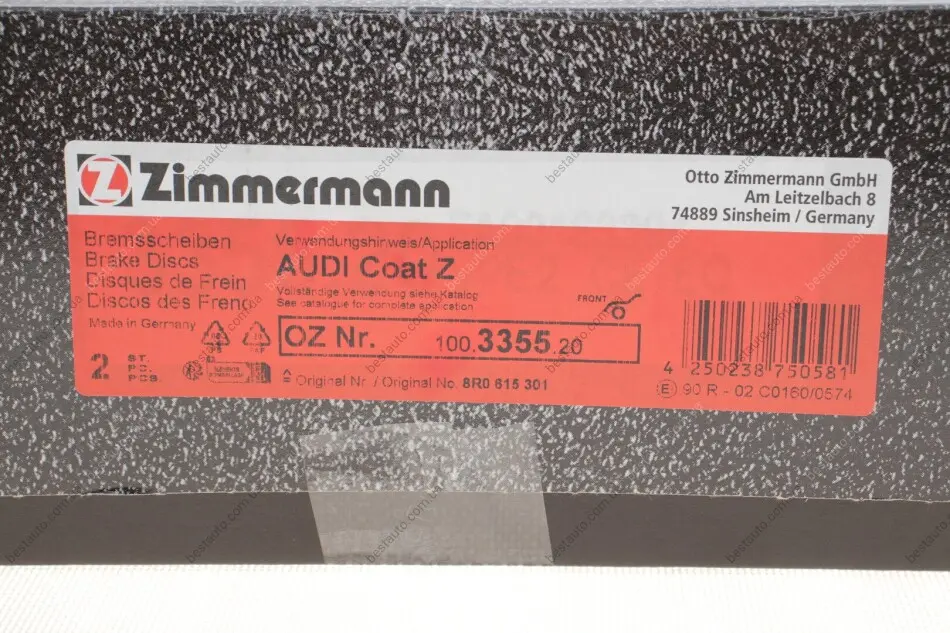 Z Zimmermann
Otto Zimmermann GmbH
Am Leitzelbach 8
74889 Sinsheim / Germany
Bremsscheiben
Brake Discs
Disques de Frein
Discos des Freno
Made in Germany
2. ST.
PC.
PCS.
Verwendungshinweis/Application
AUDI Coat Z
Vollständige Verwendung siehe Katalog
See catalogue for complete application
FRONT
OZ Nr. 100.3355.20
≙ Original Nr. / Original No. 8R0 615 301
4 250238 750581
E 90 R - 02 C0160/0574
bestauto.com.ua